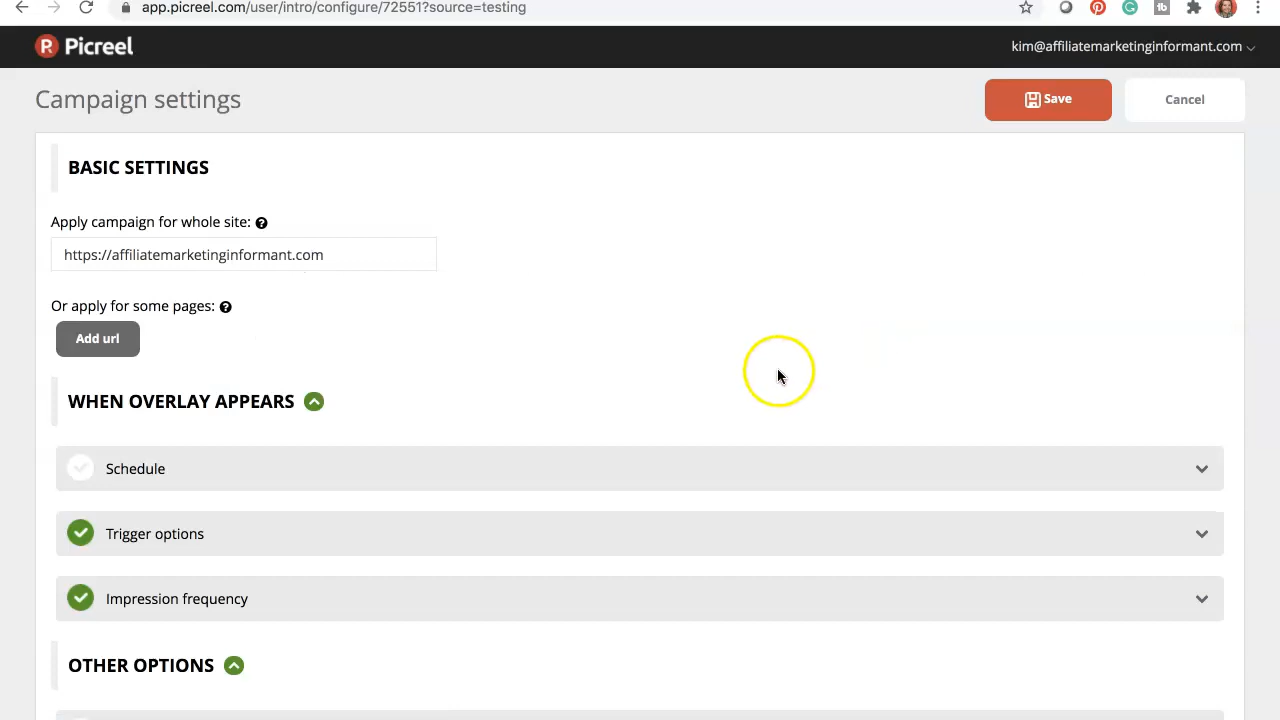 app.picreel.com/user/intro/configure/72551?source=testing
Picreel
kim@affiliatemarketinginformant.com
Campaign settings
Save
Cancel
BASIC SETTINGS
Apply campaign for whole site:
https://affiliatemarketinginformant.com
Or apply for some pages:
Add url
WHEN OVERLAY APPEARS
Schedule
Trigger options
Impression frequency
OTHER OPTIONS